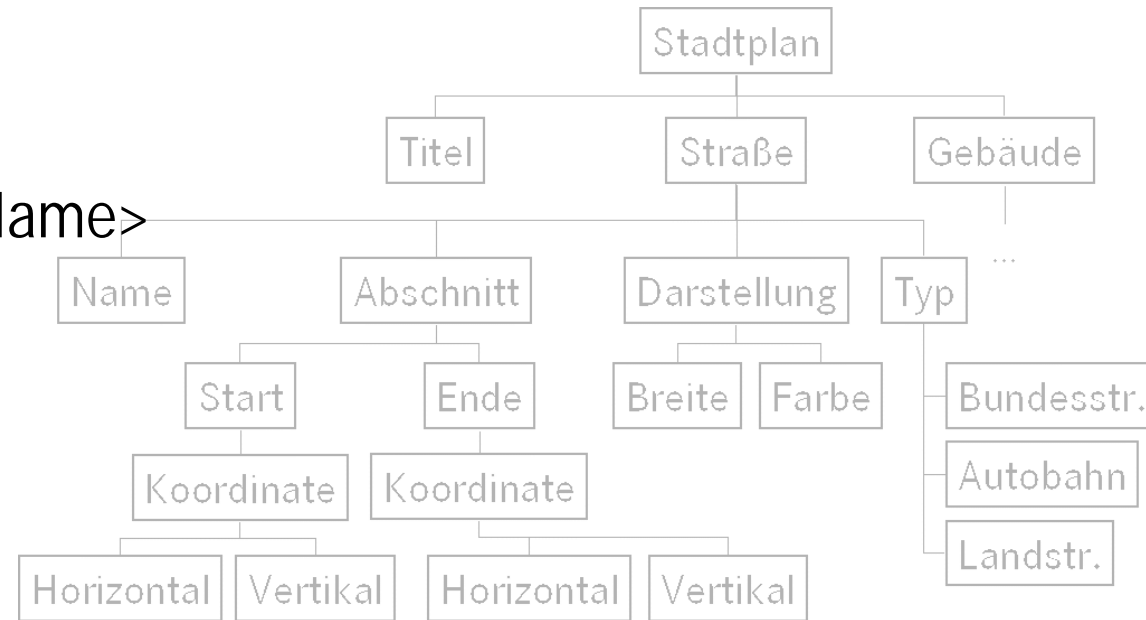 Stadtplan
Titel Straße Gebäude
lame>
...
Name Abschnitt Darstellung Typ
Start Ende Breite Farbe Bundesstr.
Koordinate Koordinate Autobahn
Landstr.
Horizontal Vertikal Horizontal Vertikal